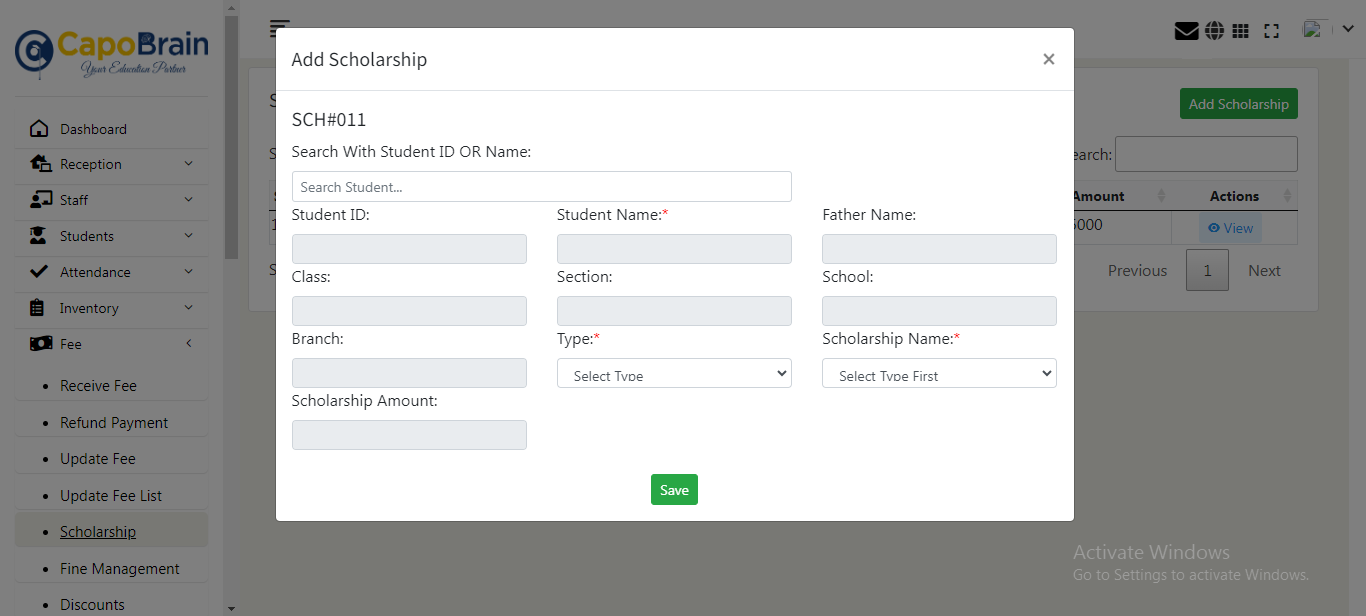 CapoBrain
Your Education Partner
Dashboard
Reception
Staff
Students
Attendance
Inventory
Fee
Receive Fee
Refund Payment
Update Fee
Update Fee List
Scholarship
Fine Management
Discounts
Add Scholarship
×
SCH#011
Search With Student ID OR Name:
Search Student...
Student ID: Student Name:* Father Name:
Class: Section: School:
Branch: Type:* Scholarship Name:*
Select Type Select Type First
Scholarship Amount:
Save
Add Scholarship
earch:
Amount Actions
000 View
Previous 1 Next
Activate Windows
Go to Settings to activate Windows.